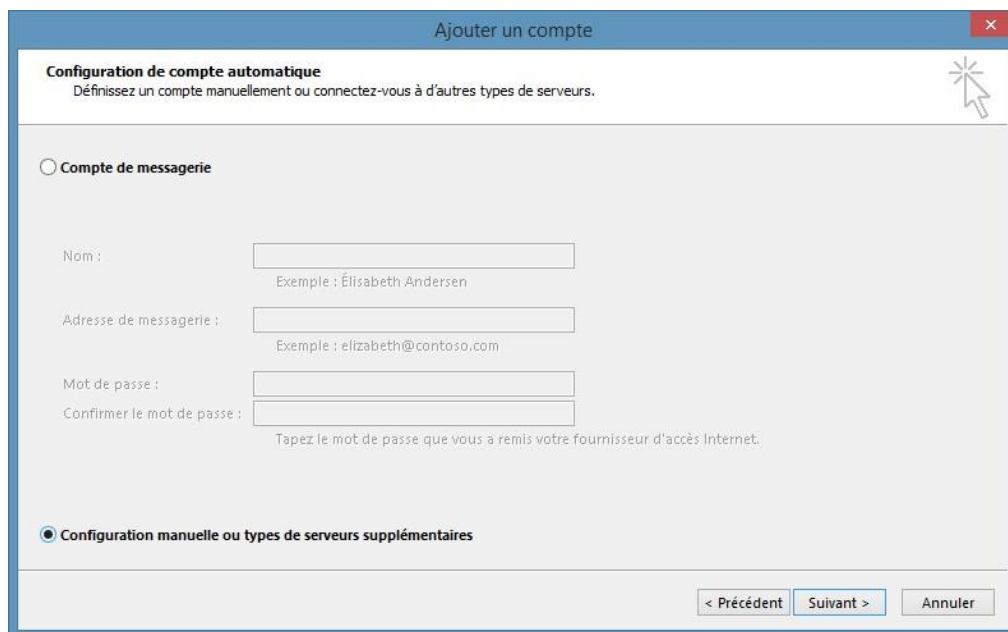 Ajouter un compte
Configuration de compte automatique
Définissez un compte manuellement ou connectez-vous à d'autres types de serveurs.
Compte de messagerie
Nom :
Exemple : Élisabeth Andersen
Adresse de messagerie :
Exemple : elizabeth@contoso.com
Mot de passe :
Confirmer le mot de passe :
Tapez le mot de passe que vous a remis votre fournisseur d'accès Internet.
Configuration manuelle ou types de serveurs supplémentaires
< Précédent Suivant > Annuler